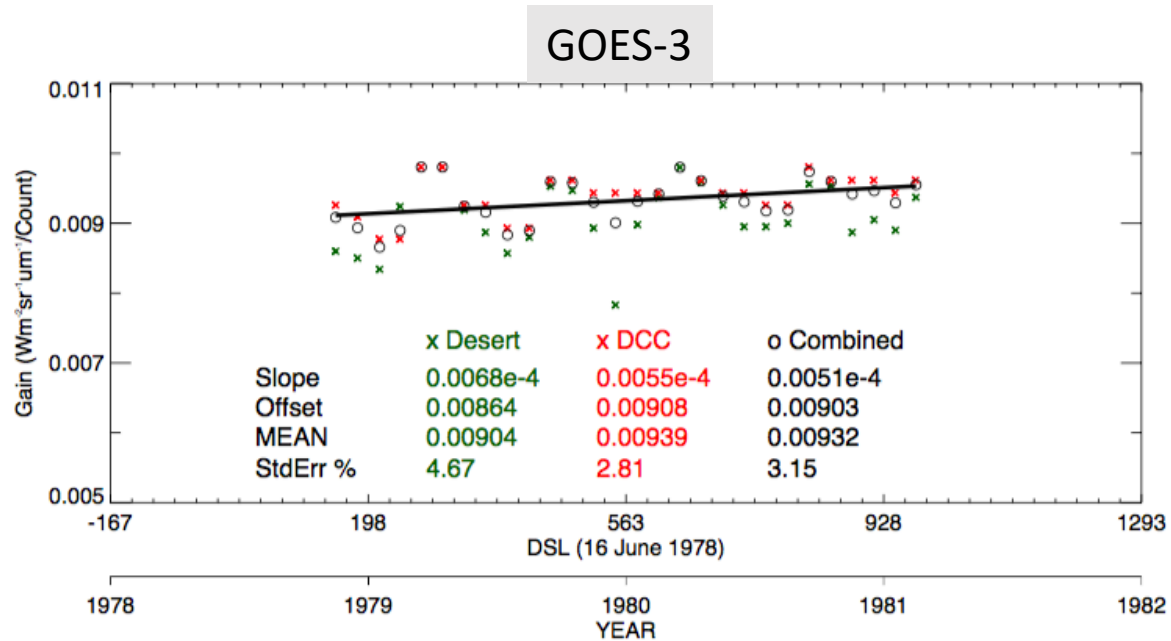 GOES-3
0.011
0.009
0.007
0.005
Gain (Wm⁻²sr⁻¹um⁻¹/Count)
x Desert x DCC o Combined
Slope 0.0068e-4 0.0055e-4 0.0051e-4
Offset 0.00864 0.00908 0.00903
MEAN 0.00904 0.00939 0.00932
StdErr % 4.67 2.81 3.15
-167 198 563 928 1293
DSL (16 June 1978)
1978 1979 1980 1981 1982
YEAR